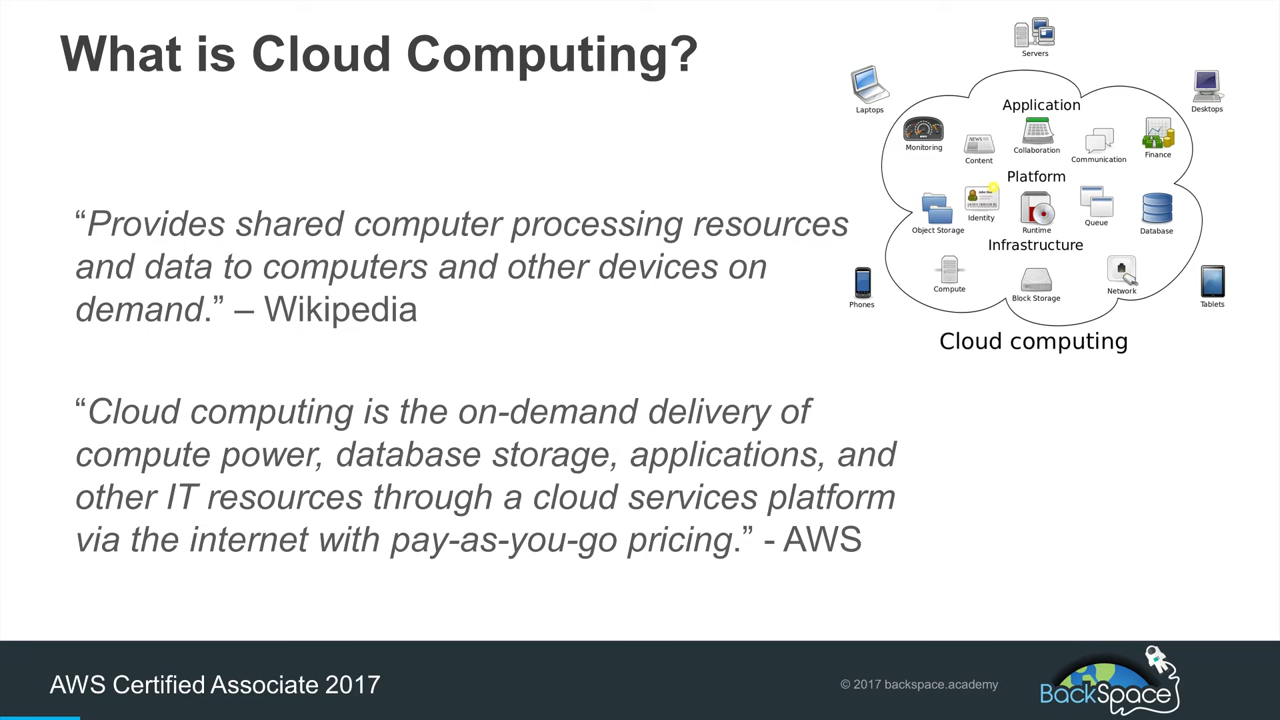 What is Cloud Computing?
“Provides shared computer processing resources
and data to computers and other devices on
demand.” – Wikipedia
“Cloud computing is the on-demand delivery of
compute power, database storage, applications, and
other IT resources through a cloud services platform
via the internet with pay-as-you-go pricing.” - AWS
Servers
Laptops
Desktops
Application
Monitoring
NEWS
Content
Collaboration
Communication
Finance
Platform
Object Storage
Identity
Runtime
Queue
Database
Infrastructure
Compute
Block Storage
Network
Phones
Tablets
Cloud computing
AWS Certified Associate 2017
© 2017 backspace.academy
BackSpace